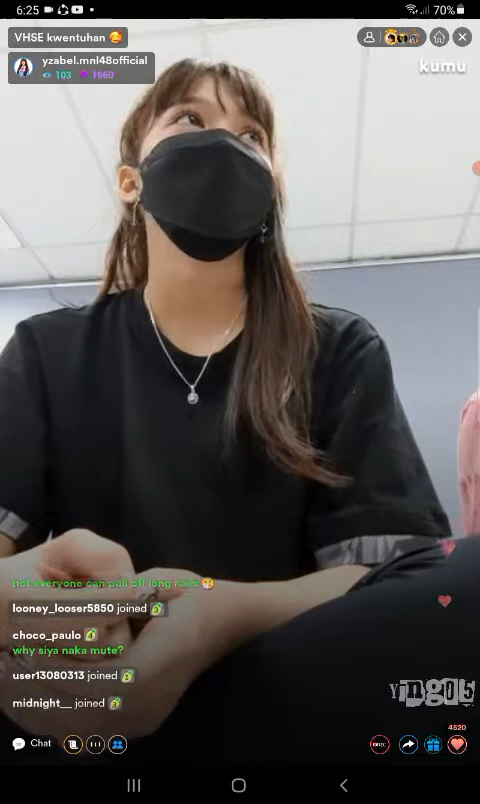 6:25
70%
VHSE kwentuhan 🥰
yzabel.mnl48official
103 1660
kumu
not everyone can pull off long nails 😤
looney_looser5850 joined
choco_paulo
why siya naka mute?
user13080313 joined
midnight__ joined
Yingo5
4520
Chat